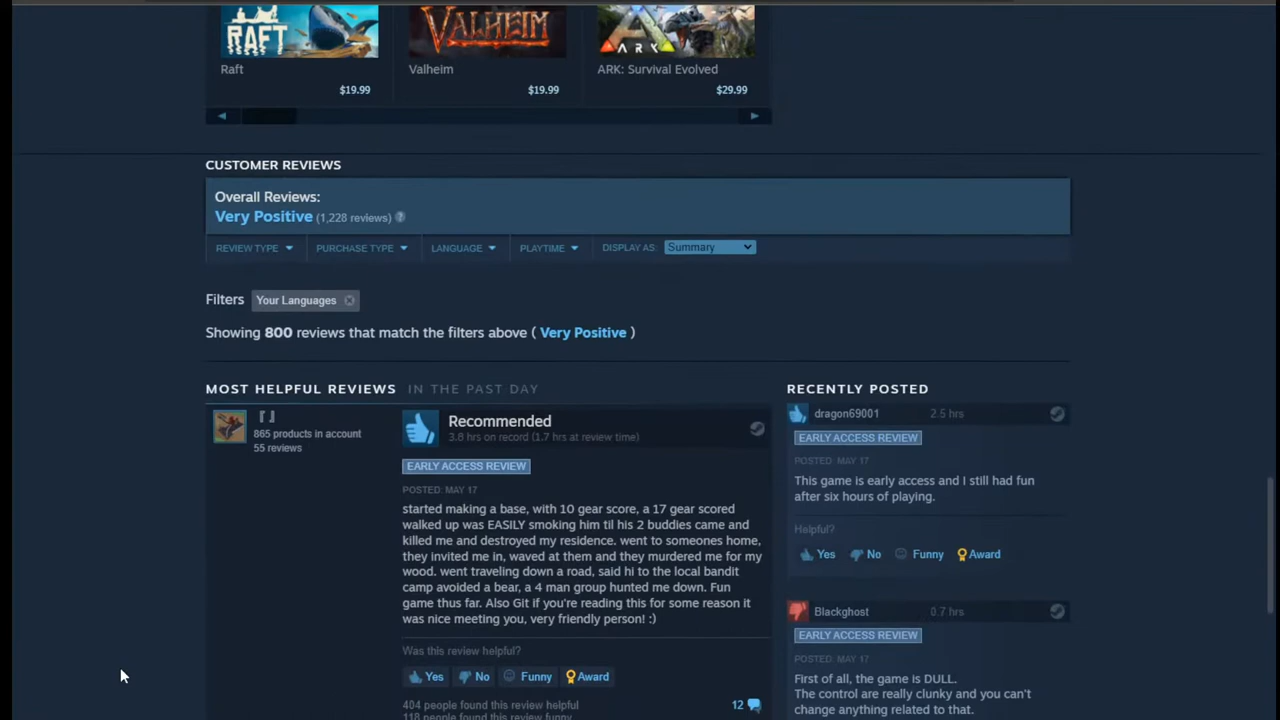 RAFT
VALHEIM
ARK
Raft
Valheim
ARK: Survival Evolved
$19.99
$19.99
$29.99
CUSTOMER REVIEWS
Overall Reviews:
Very Positive (1,228 reviews) ?
REVIEW TYPE
PURCHASE TYPE
LANGUAGE
PLAYTIME
DISPLAY AS:
Summary
Filters
Your Languages
Showing 800 reviews that match the filters above ( Very Positive )
MOST HELPFUL REVIEWS
IN THE PAST DAY
『 』
865 products in account
55 reviews
Recommended
3.8 hrs on record (1.7 hrs at review time)
EARLY ACCESS REVIEW
POSTED: MAY 17
started making a base, with 10 gear score, a 17 gear scored
walked up was EASILY smoking him til his 2 buddies came and
killed me and destroyed my residence. went to someones home,
they invited me in, waved at them and they murdered me for my
wood. went traveling down a road, said hi to the local bandit
camp avoided a bear, a 4 man group hunted me down. Fun
game thus far. Also Git if you're reading this for some reason it
was nice meeting you, very friendly person! :)
Was this review helpful?
Yes
No
Funny
Award
404 people found this review helpful
118 people found this review funny
12
RECENTLY POSTED
dragon69001
2.5 hrs
EARLY ACCESS REVIEW
POSTED: MAY 17
This game is early access and I still had fun
after six hours of playing.
Helpful?
Yes
No
Funny
Award
Blackghost
0.7 hrs
EARLY ACCESS REVIEW
POSTED: MAY 17
First of all, the game is DULL.
The control are really clunky and you can't
change anything related to that.